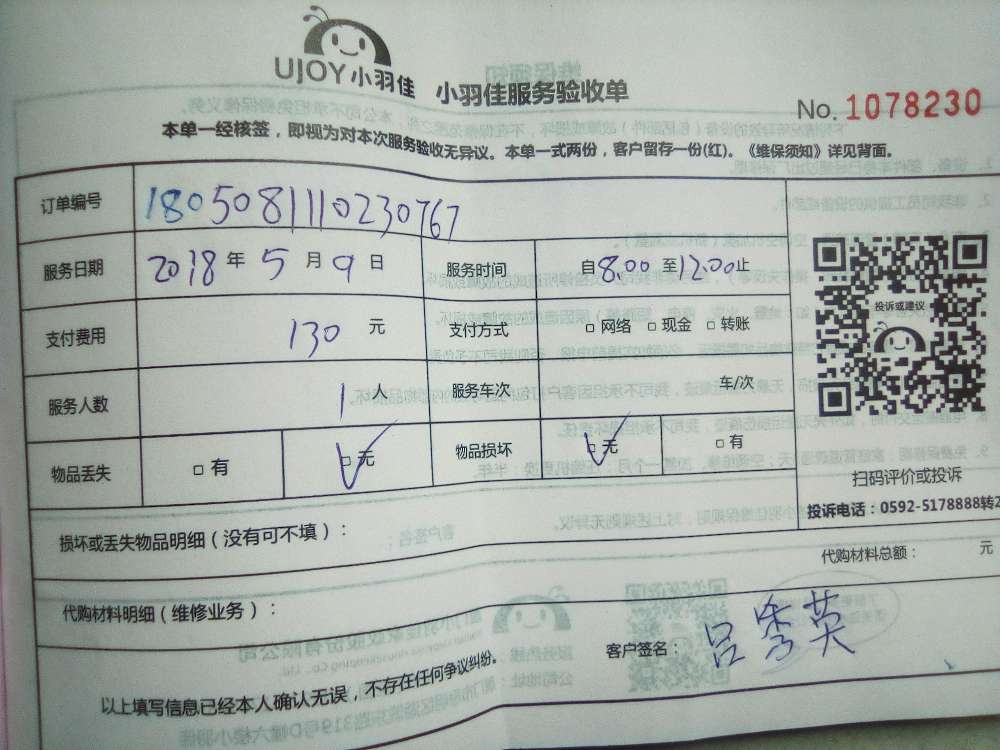 UJOY小羽佳 小羽佳服务验收单
No. 1078230
本单一经核签，即视为对本次服务验收无异议。本单一式两份，客户留存一份(红)。《维保须知》详见背面。
订单编号 1805081110230767
服务日期 2018年5月9日 服务时间 自8.00至12.00止
投诉或建议
支付费用 130元 支付方式 □网络 □现金 □转账
服务人数 1人 服务车次 车/次
物品丢失 □有 □无 物品损坏 □无 □有
扫码评价或投诉
投诉电话：0592-5178888转2
损坏或丢失物品明细（没有可不填）：
代购材料总额： 元
代购材料明细（维修业务）：
客户签名：吕秀英
以上填写信息已经本人确认无误，不存在任何争议纠纷。